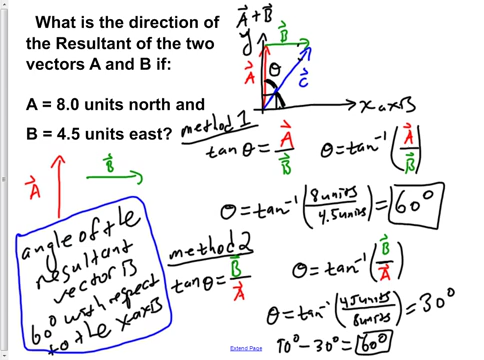 What is the direction of
the Resultant of the two
vectors A and B if:
A = 8.0 units north and
B = 4.5 units east?
A⃗ + B⃗
y
B⃗
A⃗
θ
C⃗
x axis
method 1
tan θ = A⃗/B⃗
θ = tan⁻¹(A⃗/B⃗)
θ = tan⁻¹(8 units/4.5 units) = 60°
A⃗
B⃗
angle of the
resultant
vector is
60° with respect
to the x axis
method 2
tan θ = B⃗/A⃗
θ = tan⁻¹(B⃗/A⃗)
θ = tan⁻¹(4.5 units/8 units) = 30°
90° - 30° = 60°
Extend Page